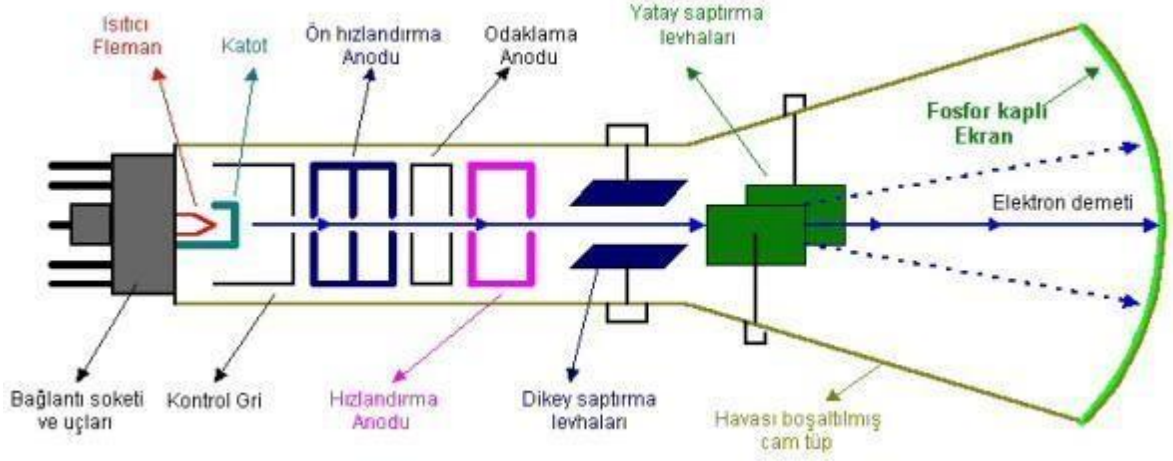 Isıtıcı
Fleman
Katot
Ön hızlandırma
Anodu
Odaklama
Anodu
Yatay saptırma
levhaları
Fosfor kaplı
Ekran
Elektron demeti
Bağlantı soketi
ve uçları
Kontrol Gri
Hızlandırma
Anodu
Dikey saptırma
levhaları
Havası boşaltılmış
cam tüp